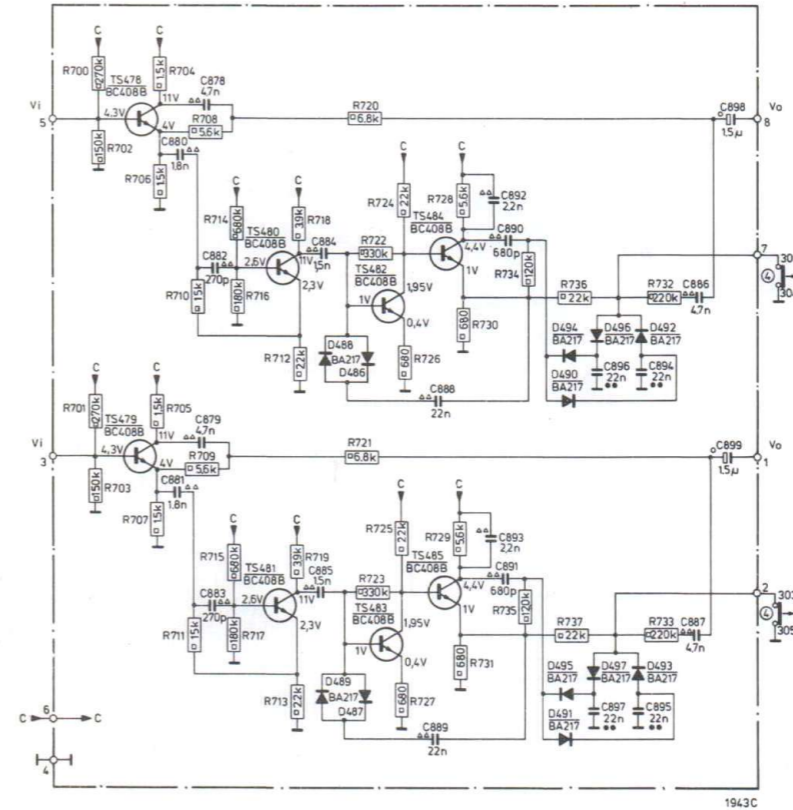 C
C
R700
270k
R704
1,5k
TS478
BC408B
C878
4,7n
11V
Vi
5
4.3V
4V
R708
5,6k
R720
6.8k
C898
1.5µ
Vo
8
150k
R702
C880
1.8n
R706
1,5k
C
C
C
C
R714
680k
R718
39k
R724
22k
R728
5,6k
C892
2,2n
TS480
BC408B
C884
1,5n
R722
330k
TS484
BC408B
4,4V
C890
680p
C882
270p
2.6V
11V
TS482
BC408B
R734
120k
7
303
304
4
R710
15k
R716
180k
2,3V
1V
1,95V
1V
R736
22k
R732
220k
C886
4.7n
0,4V
R730
680
R712
22k
D488
BA217
D486
R726
680
D494
BA217
D496
BA217
D492
BA217
C888
22n
D490
BA217
C896
22n
C894
22n
C
C
R701
270k
R705
1,5k
TS479
BC408B
C879
4,7n
11V
Vi
3
4,3V
4V
R709
5,6k
R721
6,8k
C899
1.5µ
Vo
1
150k
R703
C881
1.8n
R707
1,5k
C
C
C
C
R715
680k
R719
39k
R725
22k
R729
5,6k
C893
2,2n
TS481
BC408B
C885
1,5n
R723
330k
TS485
BC408B
4,4V
C891
680p
C883
270p
2.6V
11V
TS483
BC408B
R735
120k
2
303
305
4
R711
15k
R717
180k
2,3V
1V
1,95V
1V
R737
22k
R733
220k
C887
4.7n
0,4V
R731
680
R713
22k
D489
BA217
D487
R727
680
D495
BA217
D497
BA217
D493
BA217
C889
22n
D491
BA217
C897
22n
C895
22n
C
6
C
4
1943C